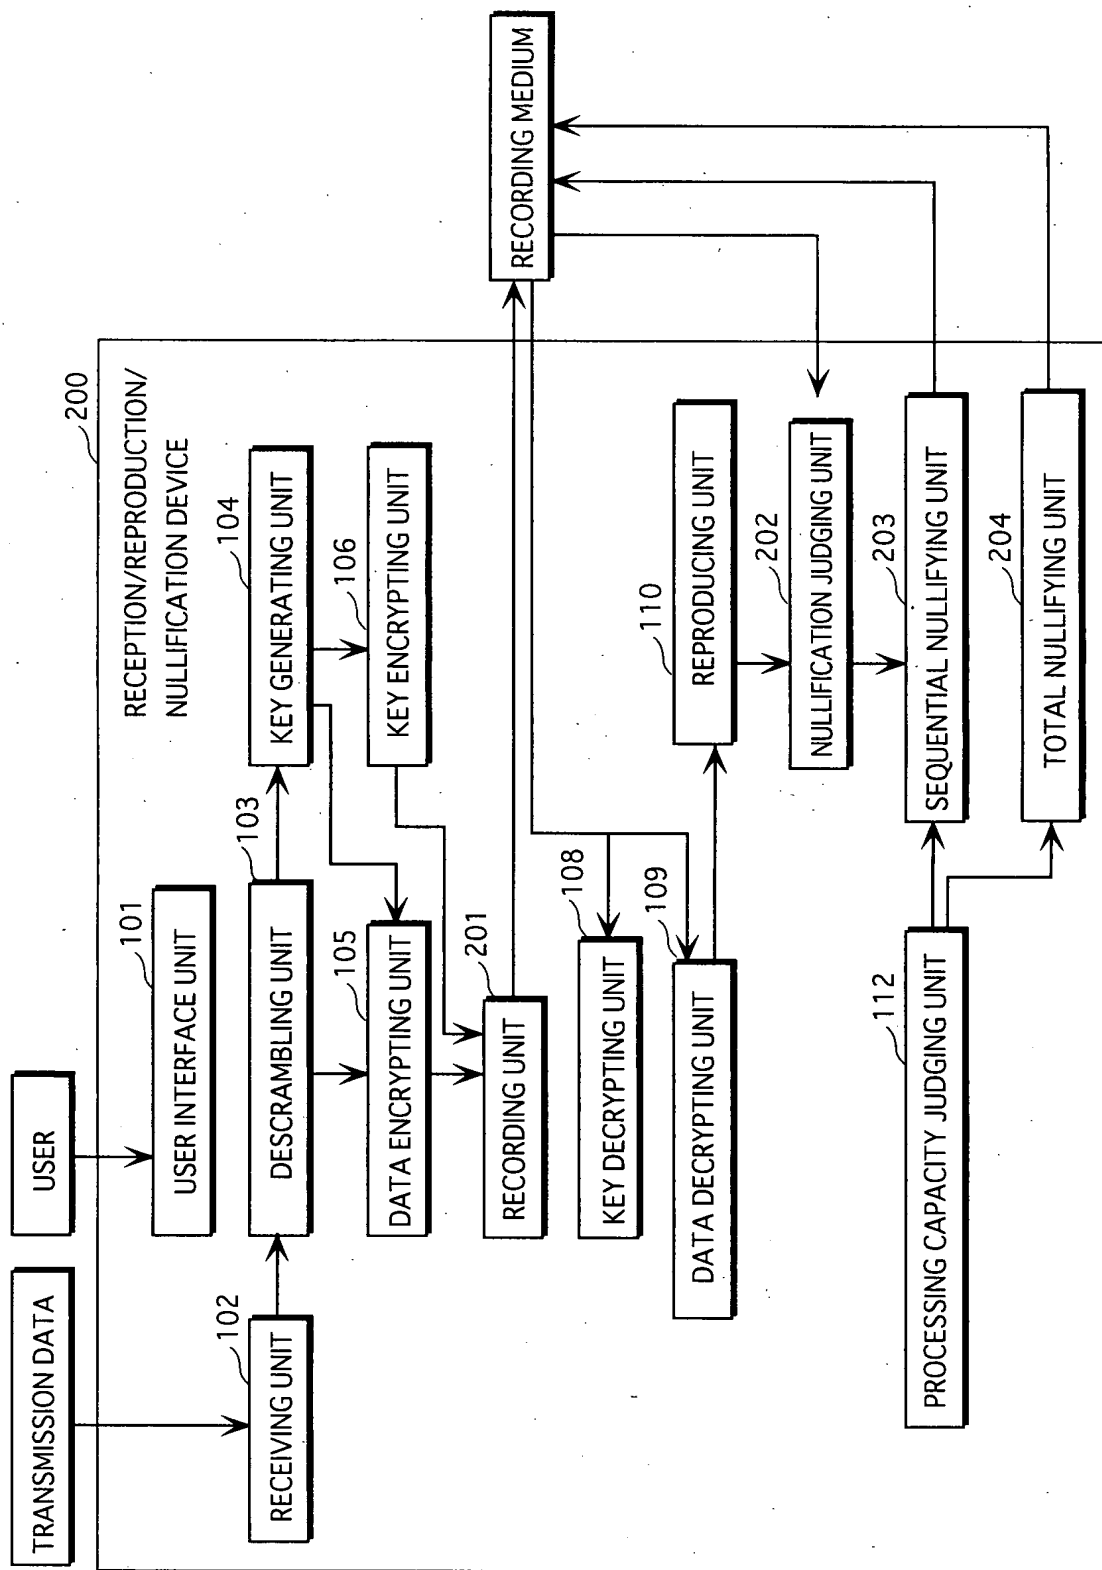 TRANSMISSION DATA
USER
200
RECEPTION/REPRODUCTION/
NULLIFICATION DEVICE
101
USER INTERFACE UNIT
102
RECEIVING UNIT
103
DESCRAMBLING UNIT
104
KEY GENERATING UNIT
105
DATA ENCRYPTING UNIT
106
KEY ENCRYPTING UNIT
201
RECORDING UNIT
RECORDING MEDIUM
108
KEY DECRYPTING UNIT
109
DATA DECRYPTING UNIT
110
REPRODUCING UNIT
202
NULLIFICATION JUDGING UNIT
112
PROCESSING CAPACITY JUDGING UNIT
203
SEQUENTIAL NULLIFYING UNIT
204
TOTAL NULLIFYING UNIT